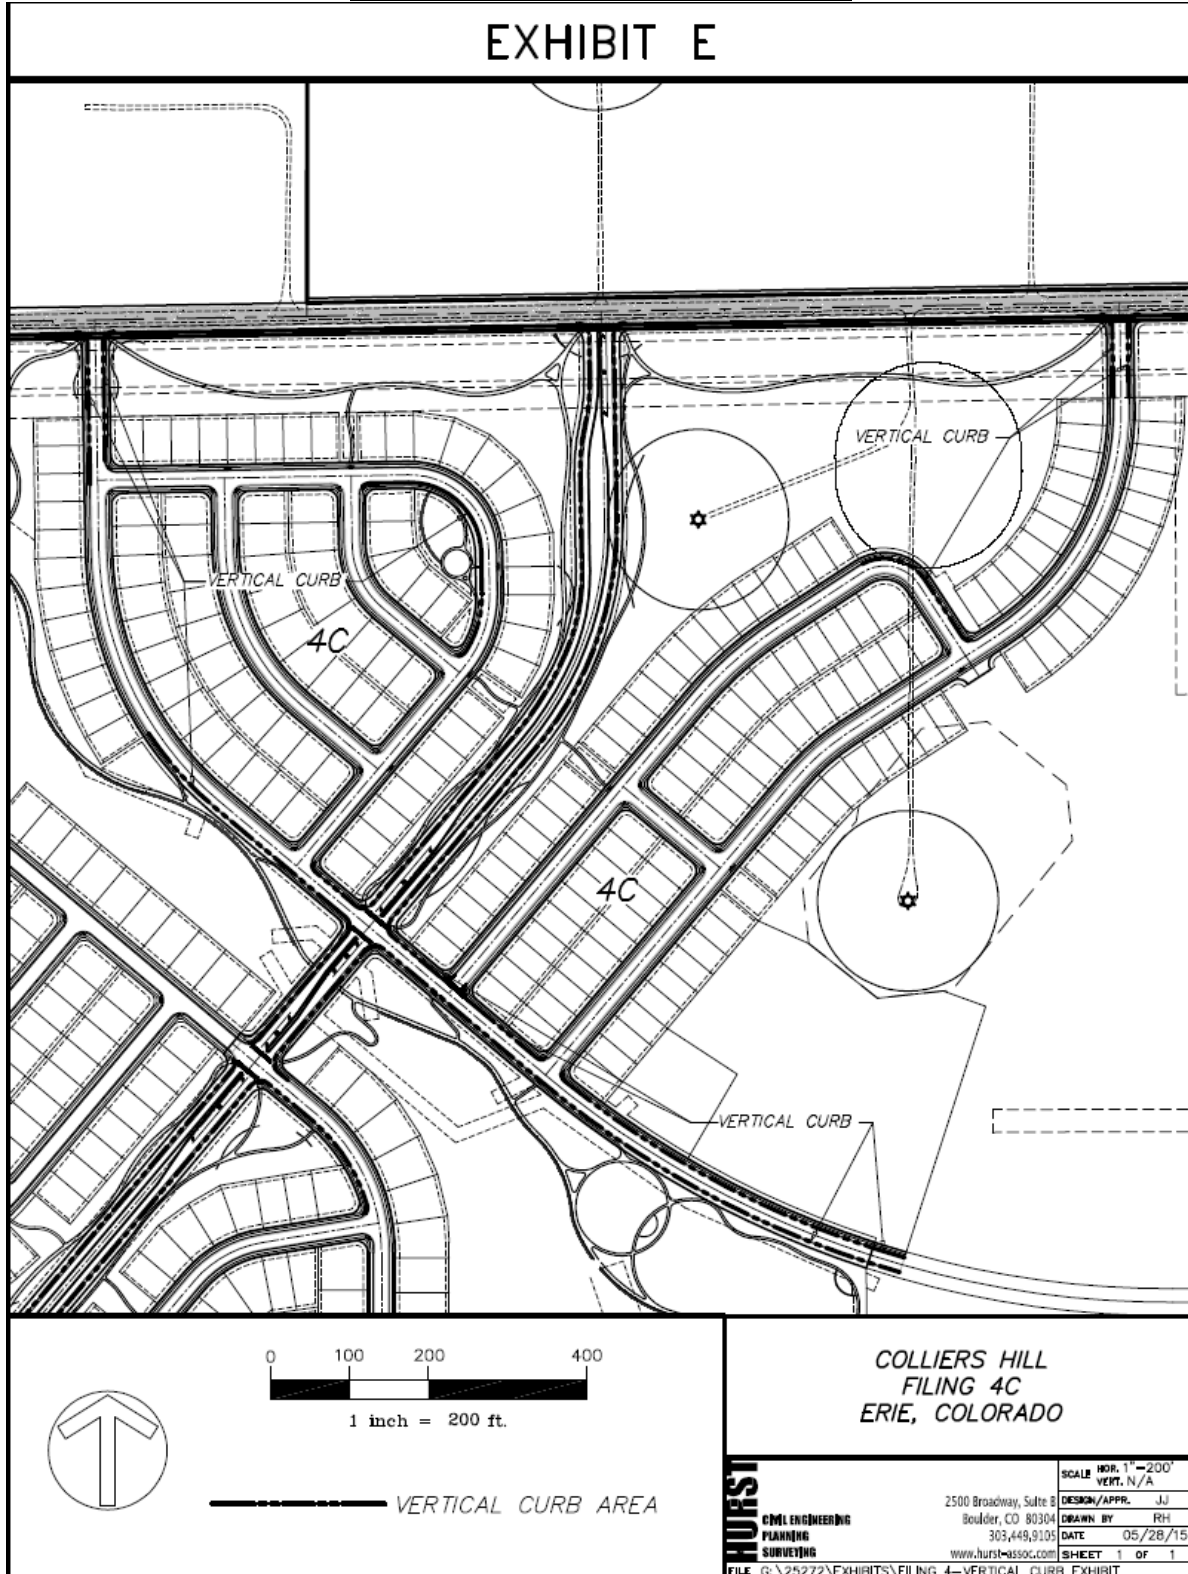 EXHIBIT E
VERTICAL CURB
VERTICAL CURB
4C
4C
VERTICAL CURB
0 100 200 400
1 inch = 200 ft.
VERTICAL CURB AREA
COLLIERS HILL
FILING 4C
ERIE, COLORADO
HURST
CIVIL ENGINEERING
PLANNING
SURVEYING
2500 Broadway, Suite B
Boulder, CO 80304
303.449.9105
www.hurst-assoc.com
SCALE HOR. 1"=200'
VERT. N/A
DESIGN/APPR. JJ
DRAWN BY RH
DATE 05/28/15
SHEET 1 OF 1
FILE G:\25272\EXHIBITS\FILING 4-VERTICAL CURB EXHIBIT